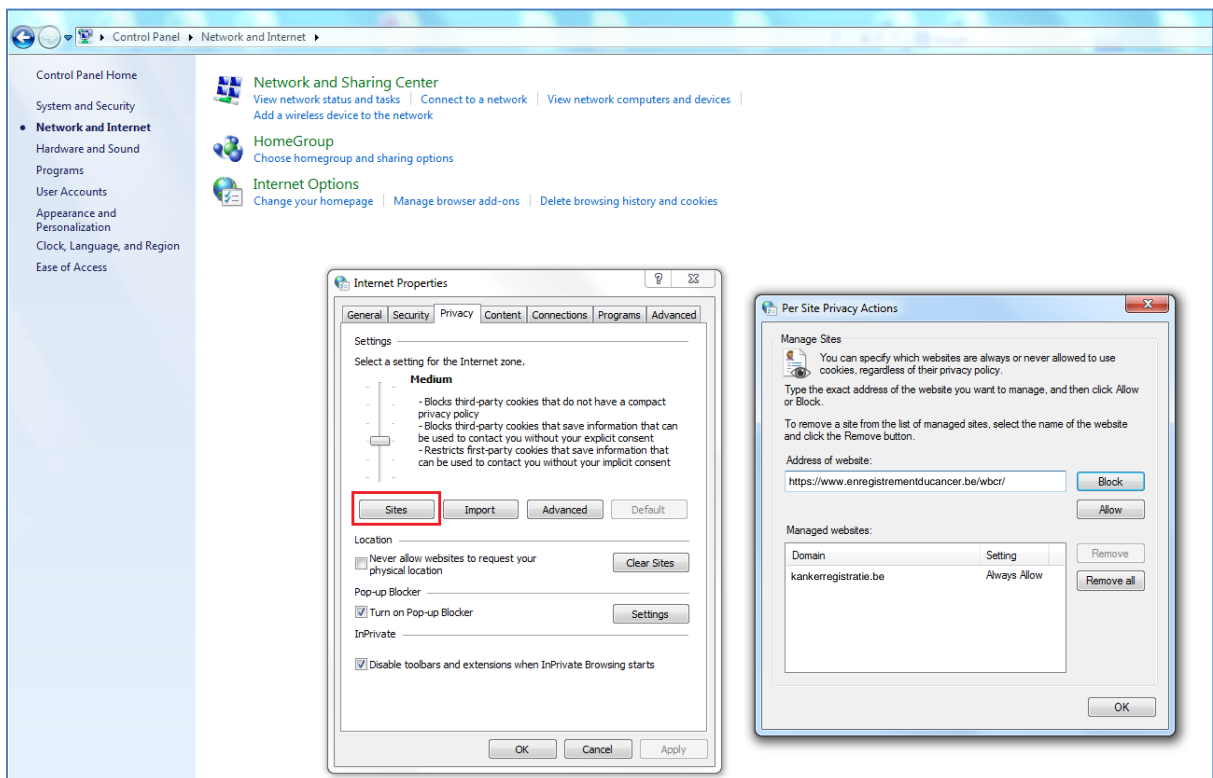 Control Panel ▸ Network and Internet ▸
Control Panel Home
System and Security
Network and Internet
Hardware and Sound
Programs
User Accounts
Appearance and
Personalization
Clock, Language, and Region
Ease of Access
Network and Sharing Center
View network status and tasks | Connect to a network | View network computers and devices
Add a wireless device to the network
HomeGroup
Choose homegroup and sharing options
Internet Options
Change your homepage | Manage browser add-ons | Delete browsing history and cookies
Internet Properties
General Security Privacy Content Connections Programs Advanced
Settings
Select a setting for the Internet zone.
Medium
- Blocks third-party cookies that do not have a compact
privacy policy
- Blocks third-party cookies that save information that can
be used to contact you without your explicit consent
- Restricts first-party cookies that save information that
can be used to contact you without your implicit consent
Sites Import Advanced Default
Location
Never allow websites to request your
physical location
Clear Sites
Pop-up Blocker
Turn on Pop-up Blocker
Settings
InPrivate
Disable toolbars and extensions when InPrivate Browsing starts
OK Cancel Apply
Per Site Privacy Actions
Manage Sites
You can specify which websites are always or never allowed to use
cookies, regardless of their privacy policy.
Type the exact address of the website you want to manage, and then click Allow
or Block.
To remove a site from the list of managed sites, select the name of the website
and click the Remove button.
Address of website:
https://www.enregistrementducancer.be/wbcr/
Block
Allow
Managed websites:
Domain Setting
kankerregistratie.be Always Allow
Remove
Remove all
OK